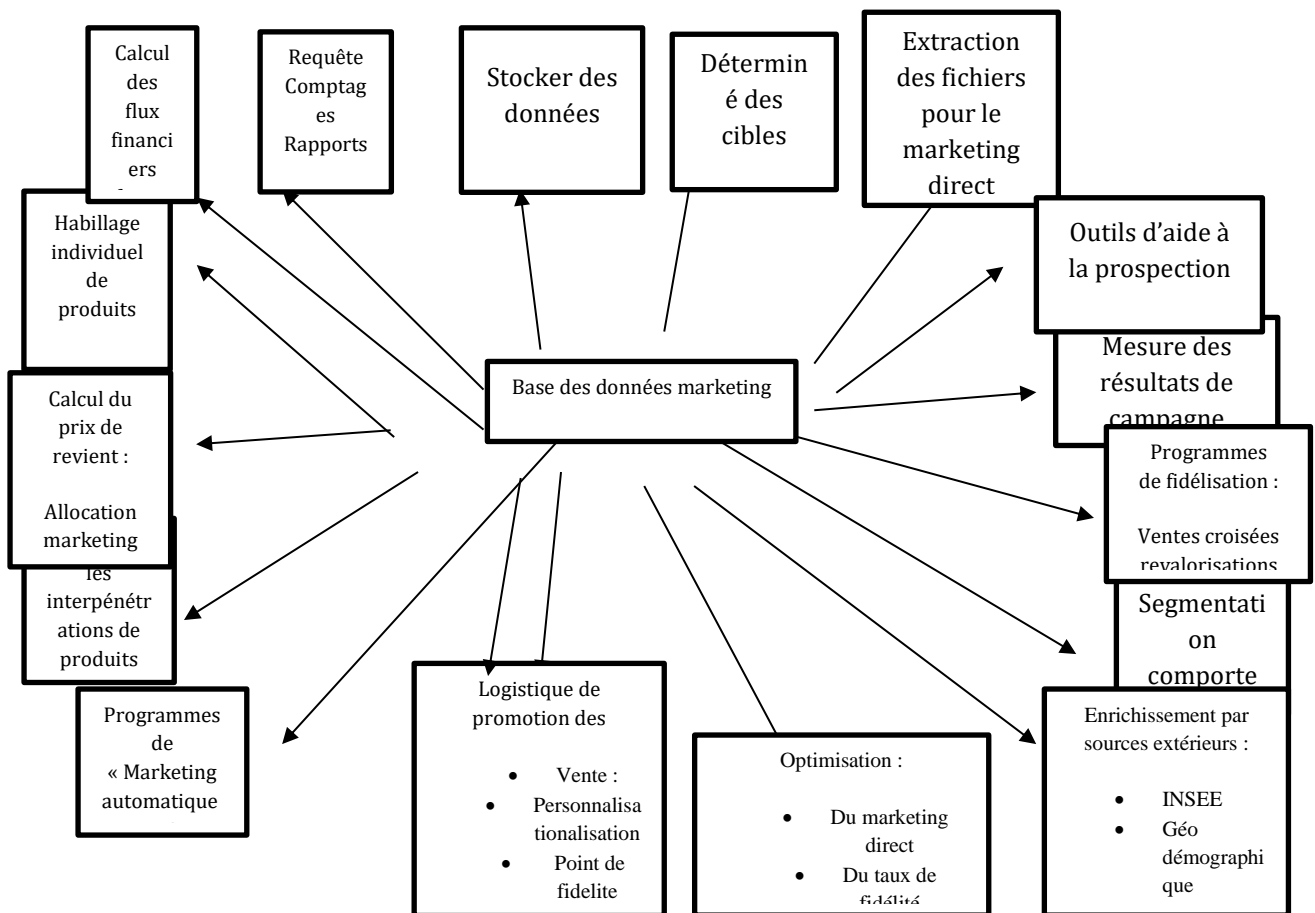 Calcul
des
flux
financi
ers
Requête
Comptag
es
Rapports
Stocker des
données
Détermin
é des
cibles
Extraction
des fichiers
pour le
marketing
direct
Outils d'aide à
la prospection
Habillage
individuel
de
produits
Base des données marketing
Mesure des
résultats de
campagne
Calcul du
prix de
revient :
Allocation
marketing
Programmes
de fidélisation :
Ventes croisées
revalorisations
les
interpénétr
ations de
produits
Segmentati
on
comporte
Programmes
de
« Marketing
automatique
Logistique de
promotion des
• Vente :
• Personnalisa
tionalisation
• Point de
fidelite
Optimisation :
• Du marketing
direct
• Du taux de
fidélité
Enrichissement par
sources extérieurs :
• INSEE
• Géo
démographi
que